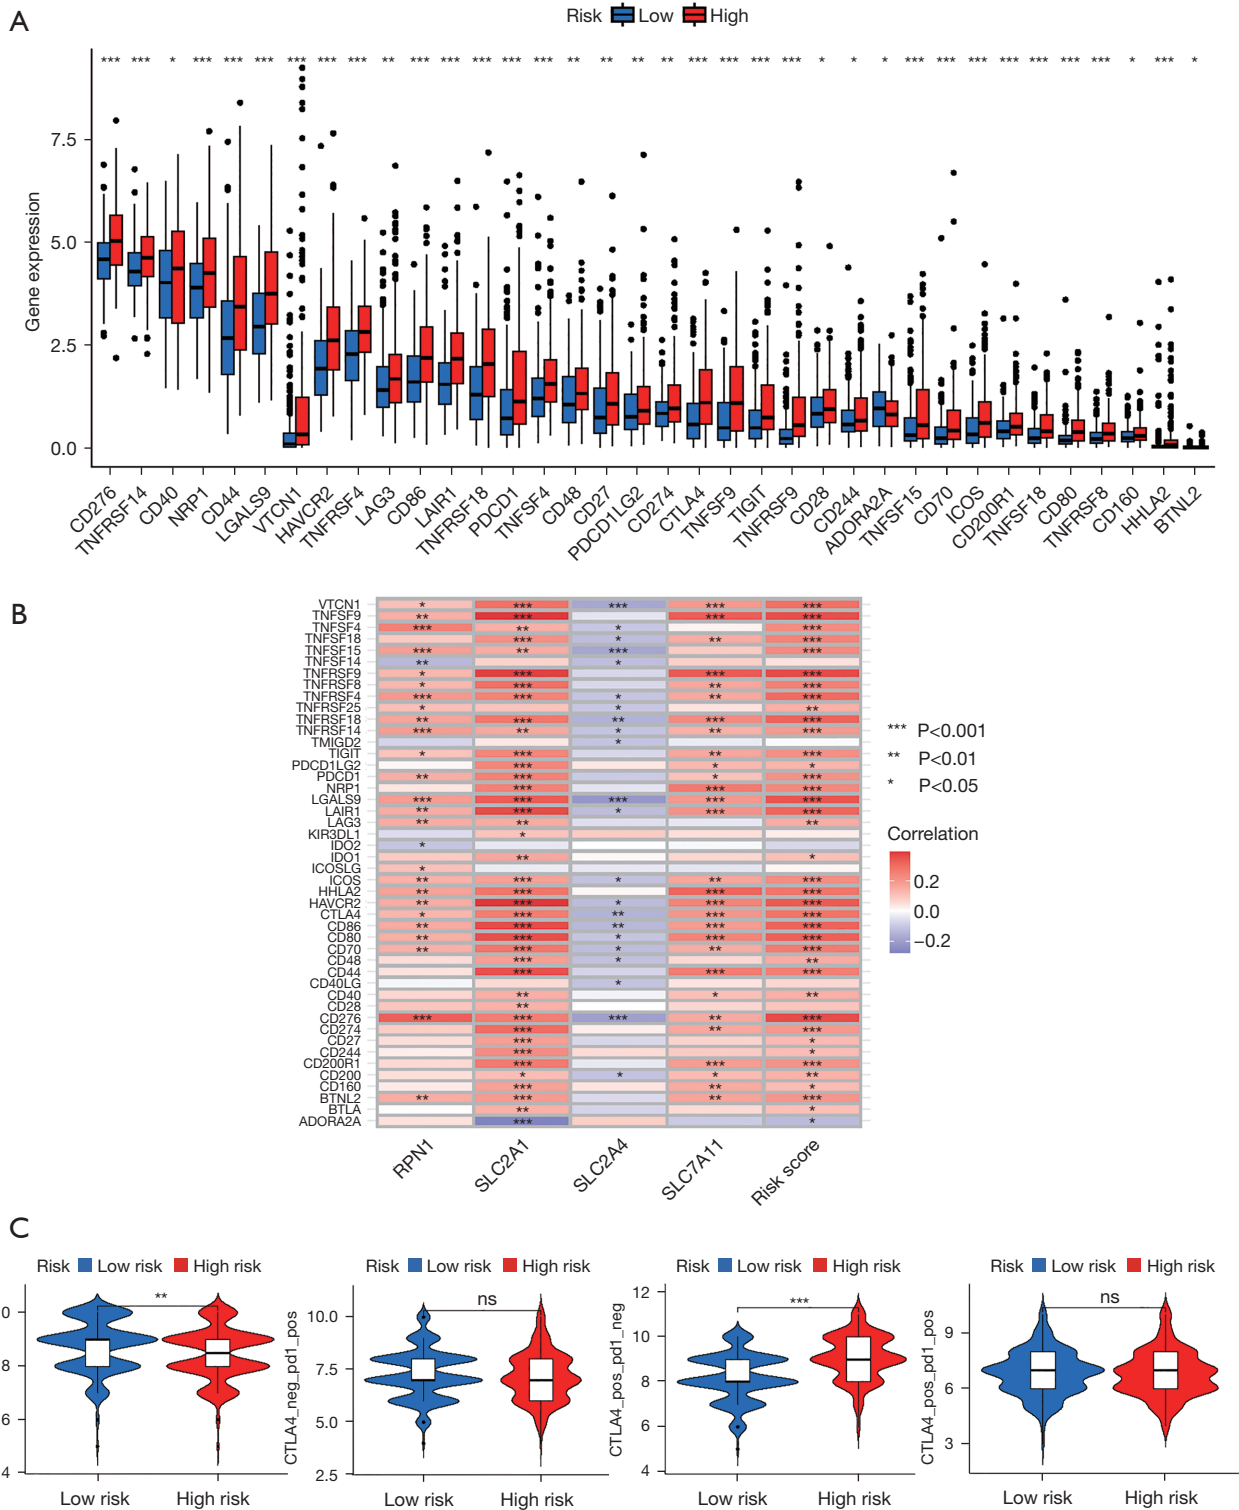 A
Risk Low High
*** *** * *** *** *** *** *** *** ** *** *** *** *** *** ** ** ** ** *** *** *** *** * * * *** *** *** *** *** *** *** * *** *
Gene expression
7.5
5.0
2.5
0.0
CD276 TNFRSF14 CD40 NRP1 CD44 LGALS9 VTCN1 HAVCR2 TNFRSF4 LAG3 CD86 LAIR1 TNFRSF18 PDCD1 TNFSF4 CD48 CD27 PDCD1LG2 CD274 CTLA4 TNFSF9 TIGIT TNFRSF9 CD28 CD244 ADORA2A TNFSF15 CD70 ICOS CD200R1 TNFSF18 CD80 TNFRSF8 CD160 HHLA2 BTNL2
B
VTCN1 * *** *** *** ***
TNFSF9 ** *** *** ***
TNFSF4 *** ** * ***
TNFSF18 *** * ** ***
TNFSF15 *** ** *** ***
TNFSF14 ** *
TNFRSF9 * *** *** ***
TNFRSF8 * *** ** ***
TNFRSF4 *** *** * ** ***
TNFRSF25 * * **
TNFRSF18 ** *** ** *** ***
TNFRSF14 *** ** * ** ***
TMIGD2 *
TIGIT * *** ** ***
PDCD1LG2 *** * *
PDCD1 ** *** * ***
NRP1 *** *** ***
LGALS9 *** *** *** *** ***
LAIR1 ** *** * *** ***
LAG3 ** ** **
KIR3DL1 *
IDO2 *
IDO1 ** *
ICOSLG *
ICOS ** *** * ** ***
HHLA2 ** *** *** ***
HAVCR2 ** *** * *** ***
CTLA4 * *** ** *** ***
CD86 ** *** ** *** ***
CD80 ** *** * *** ***
CD70 ** *** * ** ***
CD48 *** * **
CD44 *** *** ***
CD40LG *
CD40 ** * **
CD28 **
CD276 *** *** *** ** ***
CD274 *** ** ***
CD27 *** *
CD244 *** *
CD200R1 *** *** ***
CD200 * * * **
CD160 *** ** *
BTNL2 ** *** ** ***
BTLA ** *
ADORA2A *** *
RPN1 SLC2A1 SLC2A4 SLC7A11 Risk score
*** P<0.001
** P<0.01
* P<0.05
Correlation
0.2
0.0
−0.2
C
Risk Low risk High risk
**
0
8
6
4
Low risk High risk
Risk Low risk High risk
CTLA4_neg_pd1_pos
ns
10.0
7.5
5.0
2.5
Low risk High risk
Risk Low risk High risk
CTLA4_pos_pd1_neg
***
12
10
8
6
4
Low risk High risk
Risk Low risk High risk
CTLA4_pos_pd1_pos
ns
9
6
3
Low risk High risk